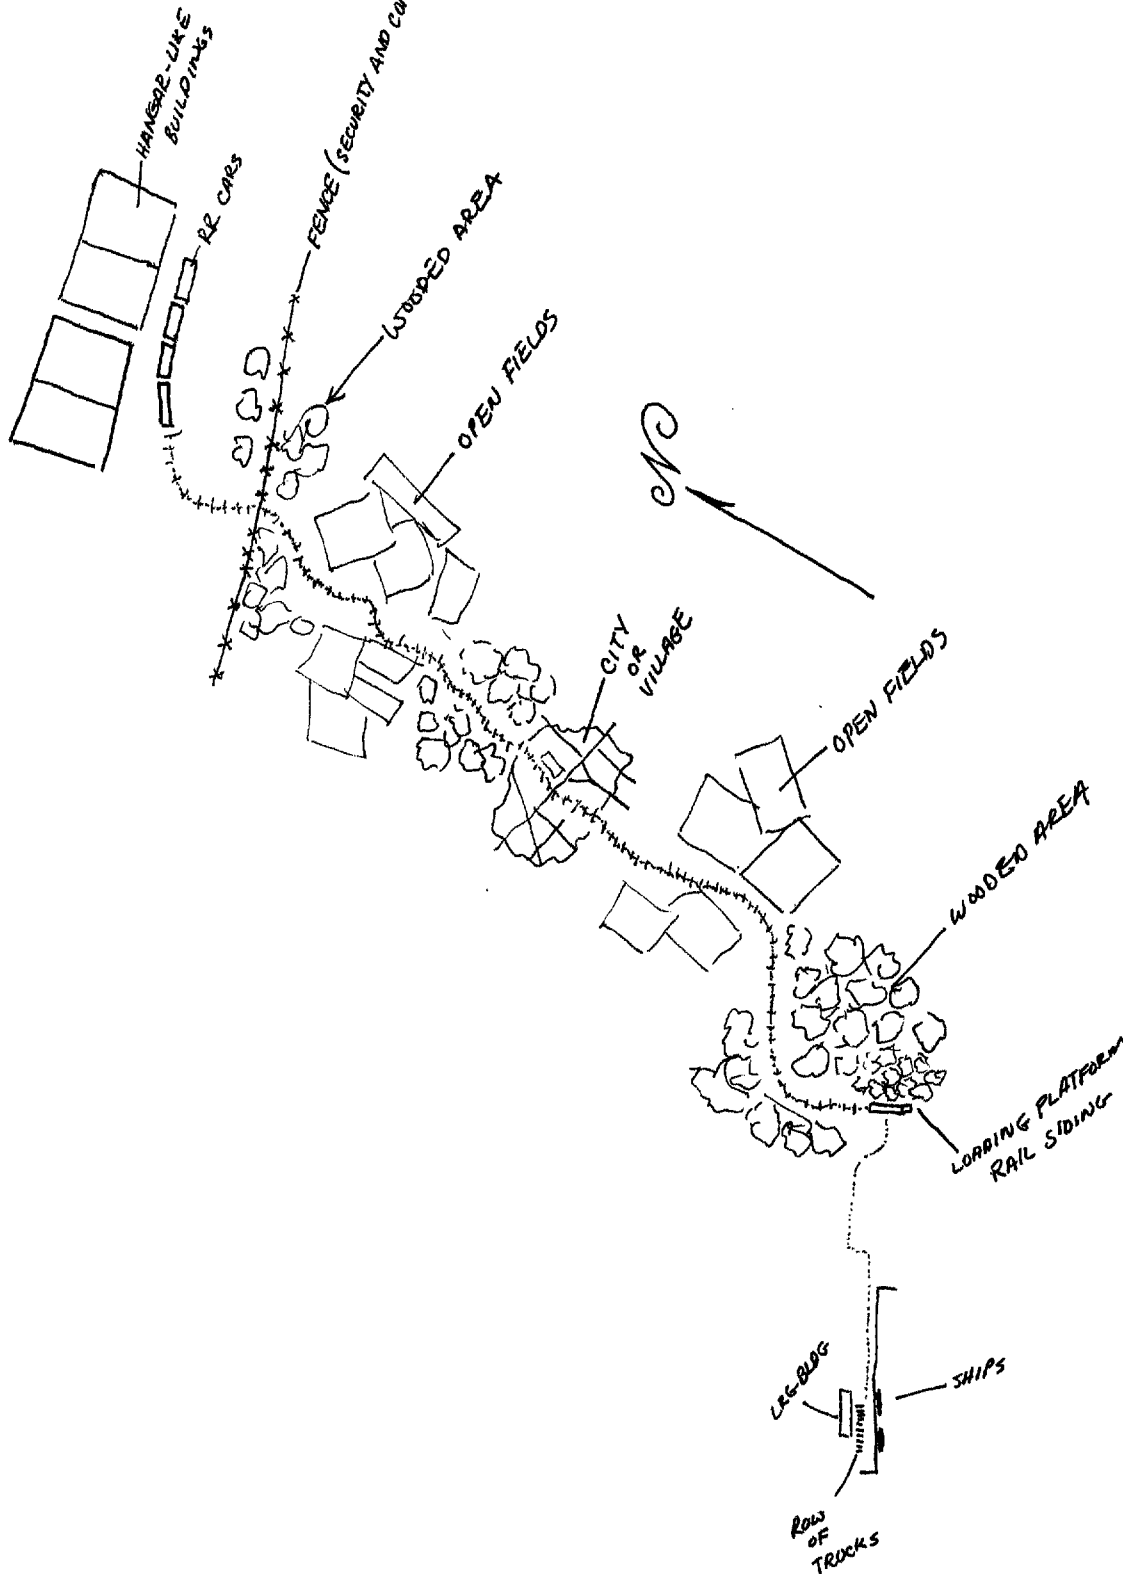 HANGAR-LIKE
BUILDINGS
RR CARS
FENCE (SECURITY AND
WOODED AREA
OPEN FIELDS
N
CITY
OR
VILLAGE
OPEN FIELDS
WOODED AREA
LOADING PLATFORM
RAIL SIDING
LRG BLDG
SHIPS
ROW
OF
TRUCKS